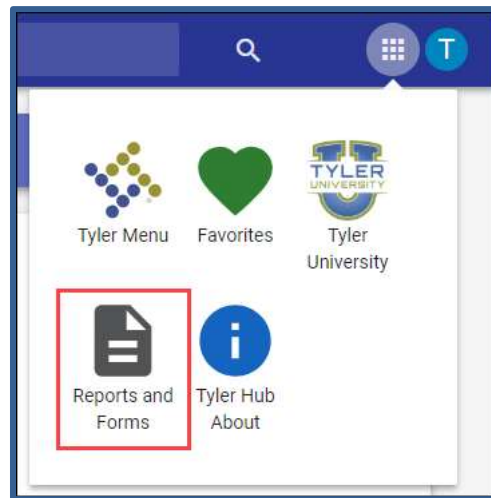 T
TYLER
UNIVERSITY
U
Tyler Menu
Favorites
Tyler
University
i
Reports and
Forms
Tyler Hub
About